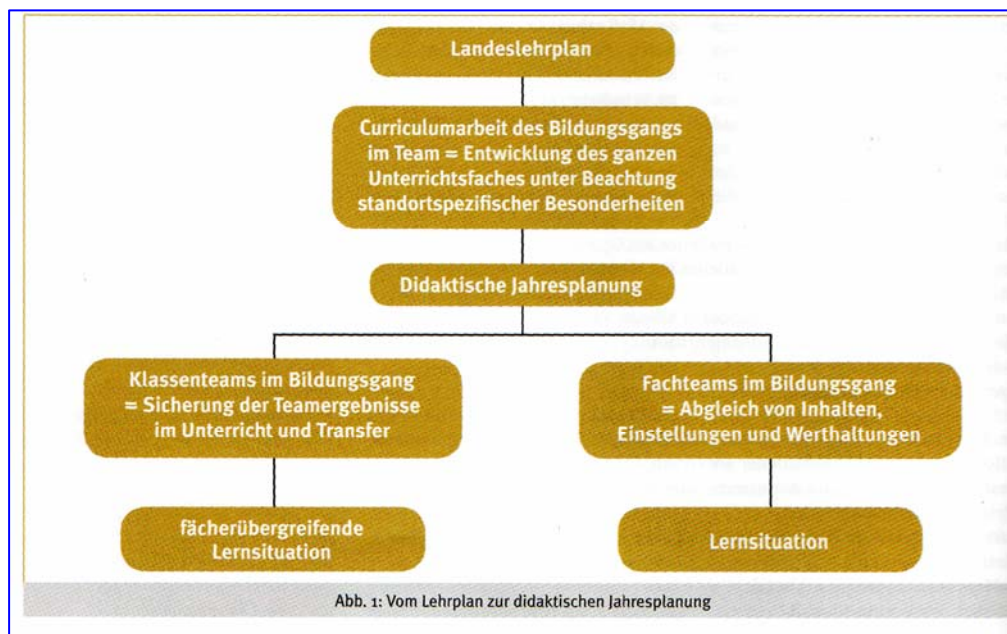 Landeslehrplan
Curriculumarbeit des Bildungsgangs
im Team = Entwicklung des ganzen
Unterrichtsfaches unter Beachtung
standortspezifischer Besonderheiten
Didaktische Jahresplanung
Klassenteams im Bildungsgang
= Sicherung der Teamergebnisse
im Unterricht und Transfer
Fachteams im Bildungsgang
= Abgleich von Inhalten,
Einstellungen und Werthaltungen
fächerübergreifende
Lernsituation
Lernsituation
Abb. 1: Vom Lehrplan zur didaktischen Jahresplanung